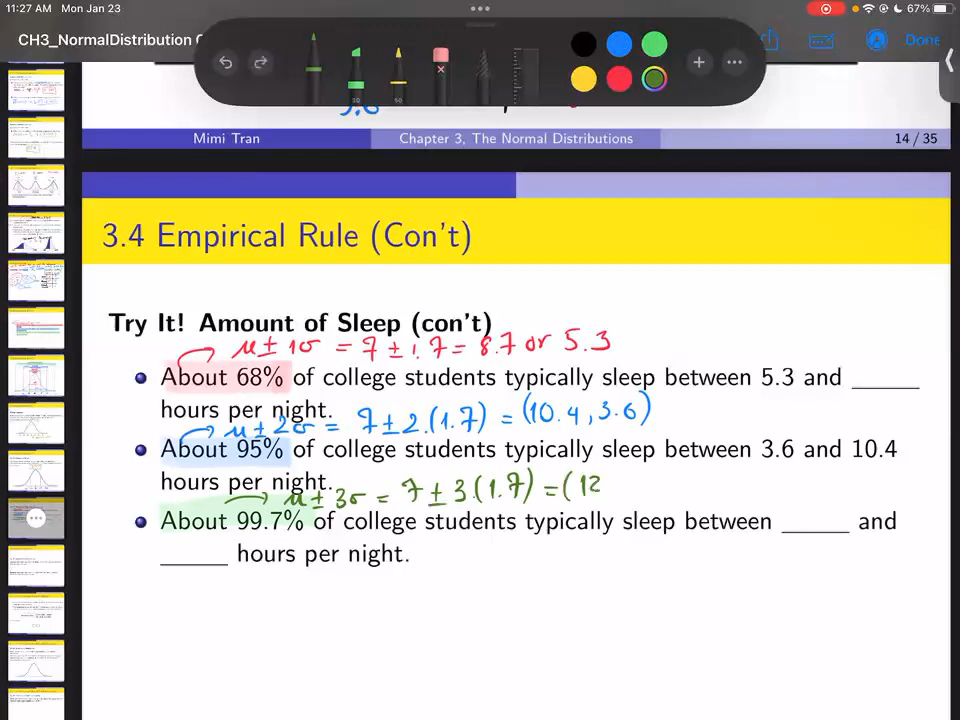 11:27 AM Mon Jan 23
67%
CH3_NormalDistribution
Done
Mimi Tran
Chapter 3, The Normal Distributions
14 / 35
3.4 Empirical Rule (Con't)
Try It! Amount of Sleep (con't)
μ ± 1σ = 7 ± 1.7 = 8.7 or 5.3
About 68% of college students typically sleep between 5.3 and _____
hours per night.
μ ± 2σ = 7 ± 2.(1.7) = (10.4, 3.6)
About 95% of college students typically sleep between 3.6 and 10.4
hours per night.
μ ± 3σ = 7 ± 3.(1.7) = (12
About 99.7% of college students typically sleep between _____ and
_____ hours per night.